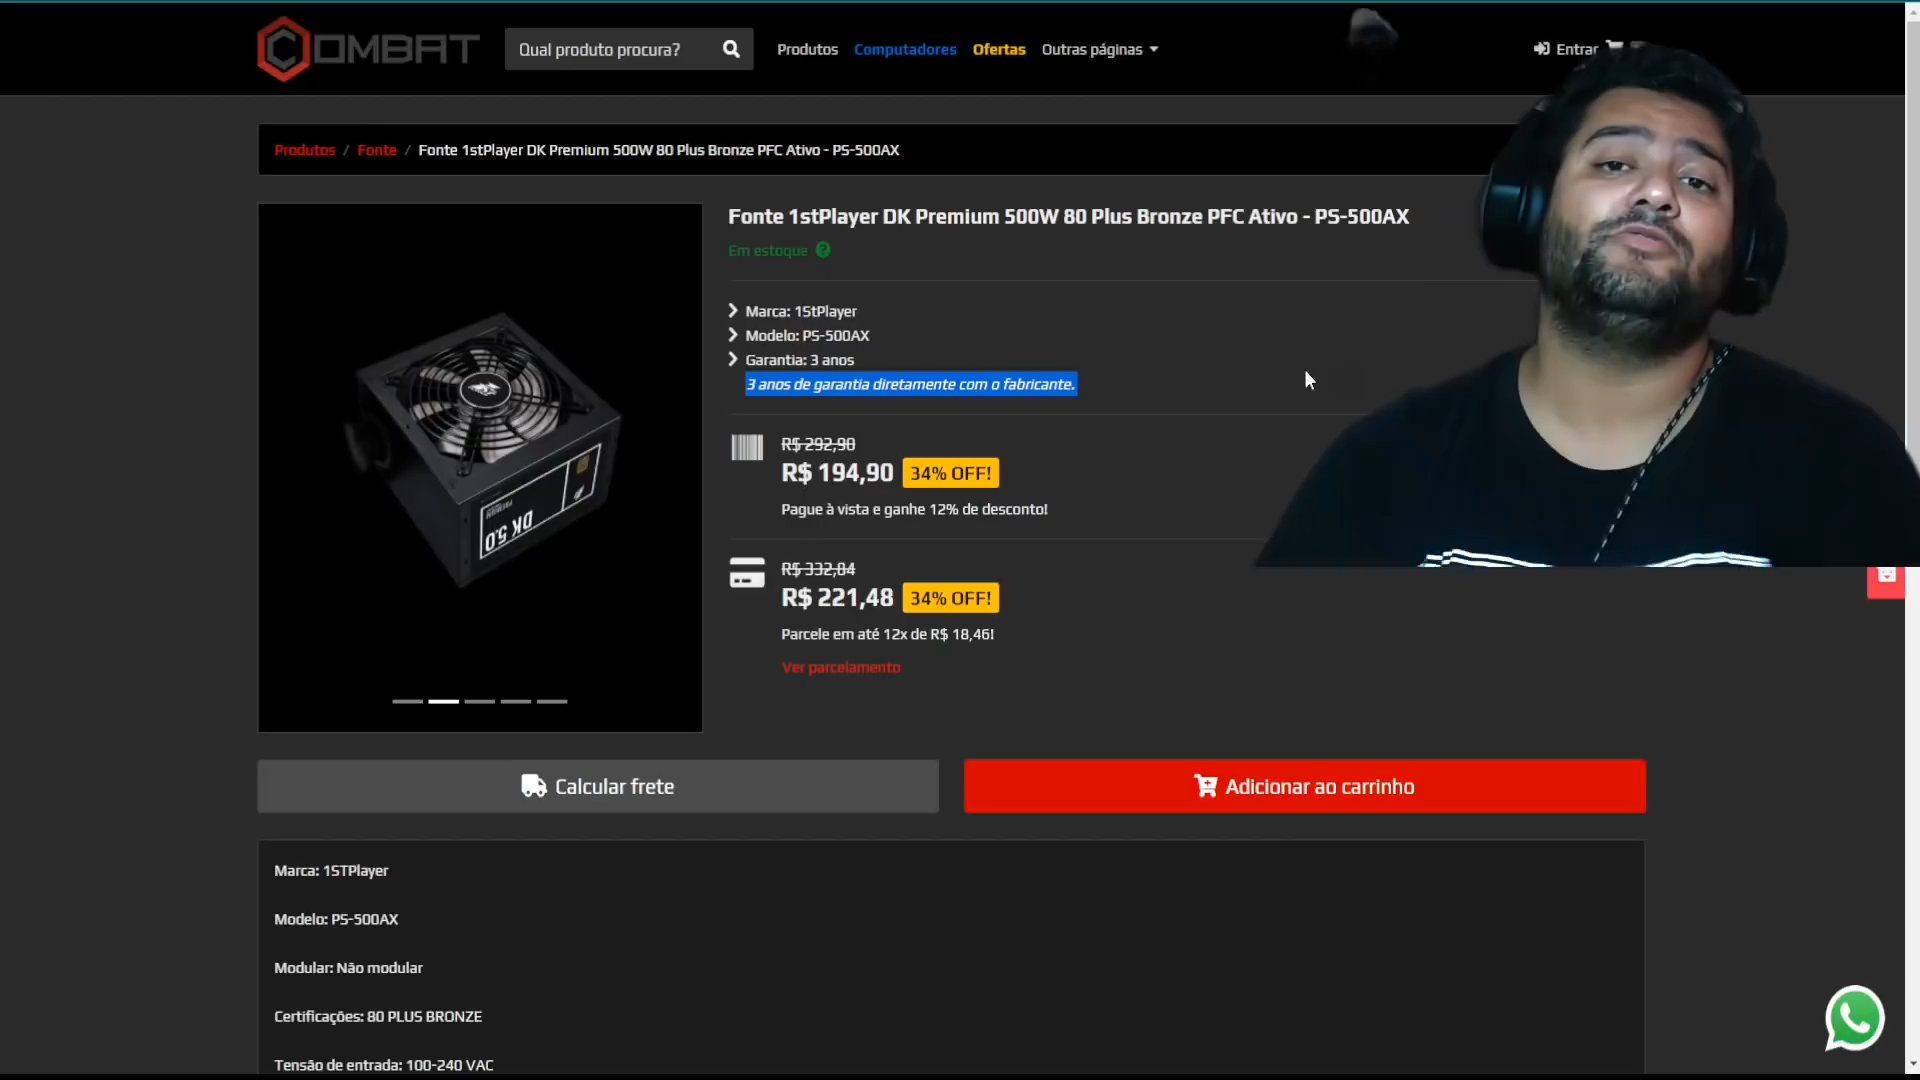 COMBAT
Qual produto procura?
Produtos
Computadores
Ofertas
Outras páginas
Entrar
Produtos / Fonte / Fonte 1stPlayer DK Premium 500W 80 Plus Bronze PFC Ativo - PS-500AX
Fonte 1stPlayer DK Premium 500W 80 Plus Bronze PFC Ativo - PS-500AX
Em estoque
Marca: 1StPlayer
Modelo: PS-500AX
Garantia: 3 anos
3 anos de garantia diretamente com o fabricante.
R$ 292,90
R$ 194,90 34% OFF!
Pague à vista e ganhe 12% de desconto!
R$ 332,84
R$ 221,48 34% OFF!
Parcele em até 12x de R$ 18,46!
Ver parcelamento
DK 5.0
PREMIUM
Calcular frete
Adicionar ao carrinho
Marca: 1STPlayer
Modelo: PS-500AX
Modular: Não modular
Certificações: 80 PLUS BRONZE
Tensão de entrada: 100-240 VAC